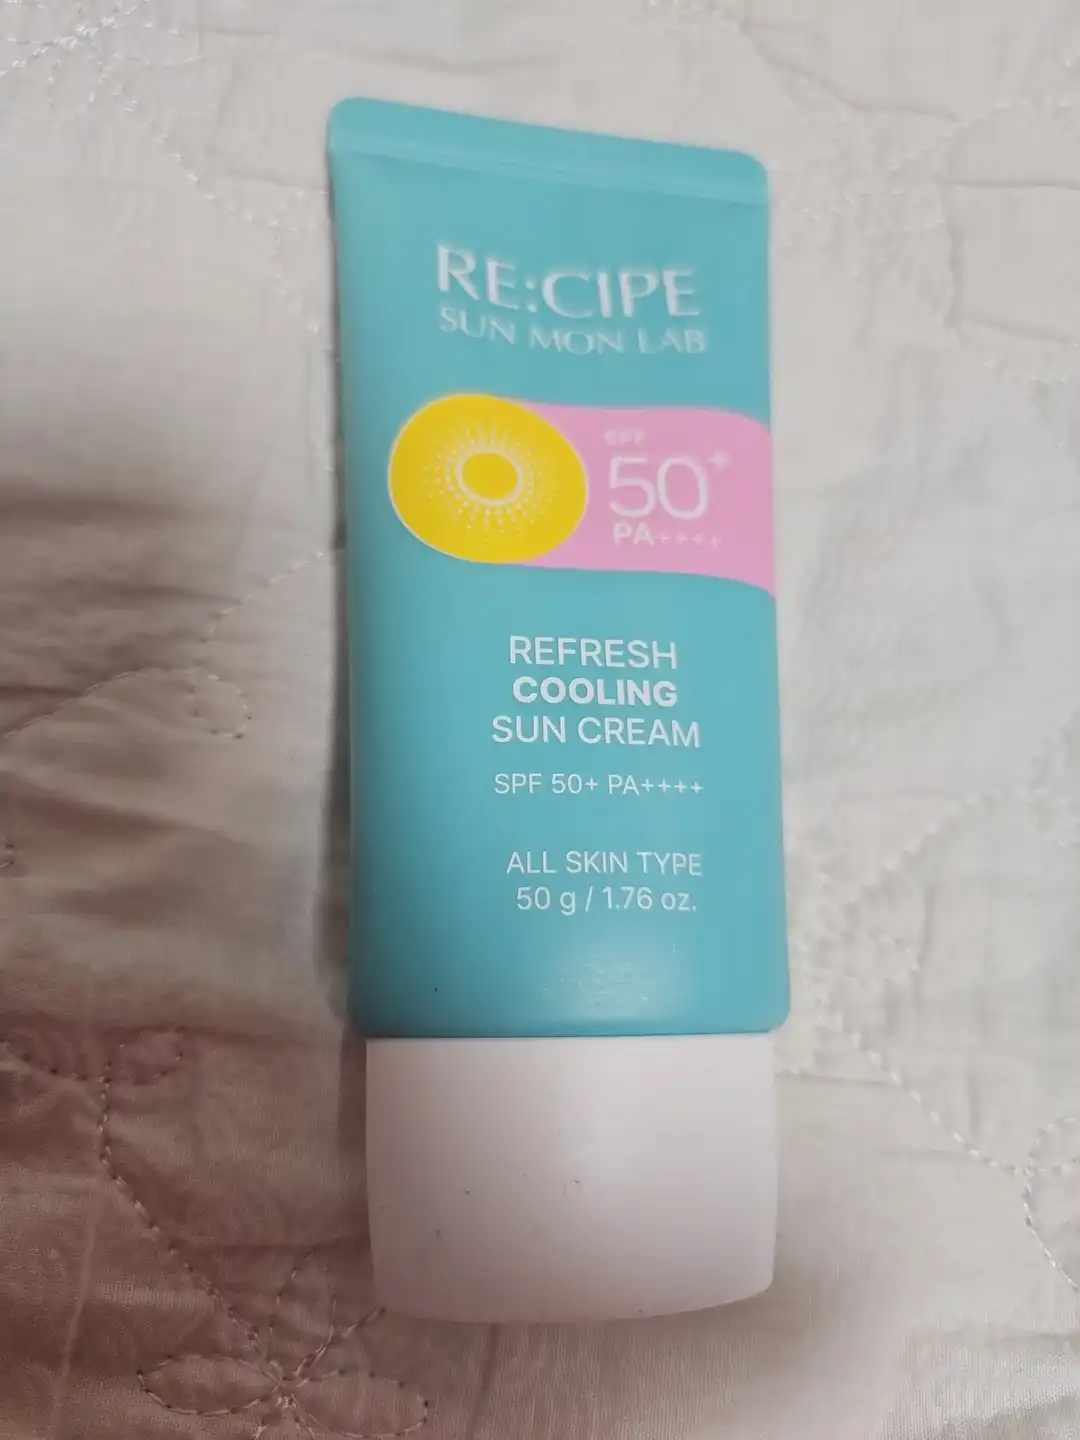 RE:CIPE
SUN MON LAB
SPF
50+
PA++++
REFRESH
COOLING
SUN CREAM
SPF 50+ PA++++
ALL SKIN TYPE
50 g / 1.76 oz.